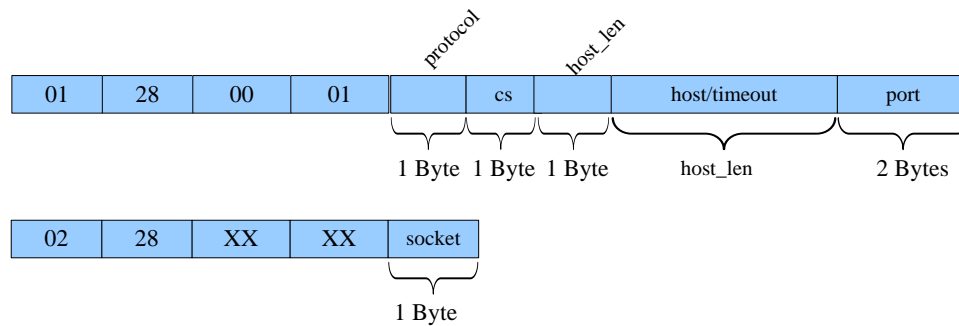 protocol
host_len
01 28 00 01 cs host/timeout port
1 Byte 1 Byte 1 Byte host_len 2 Bytes
02 28 XX XX socket
1 Byte